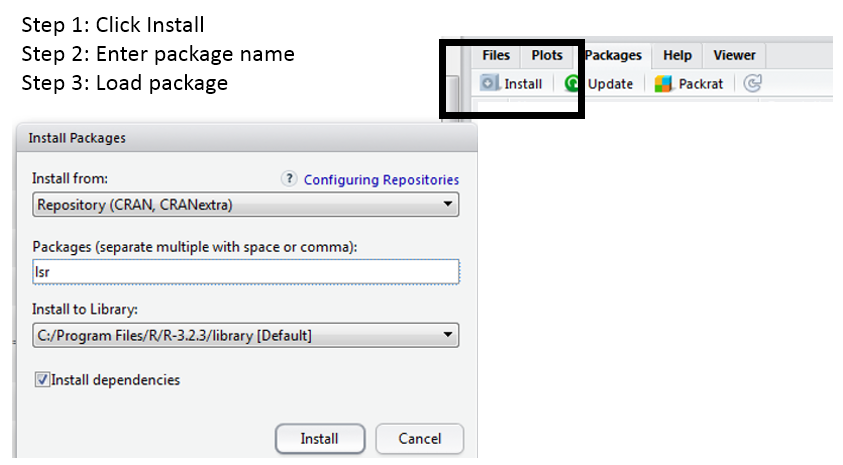 Step 1: Click Install
Step 2: Enter package name
Step 3: Load package
Files Plots Packages Help Viewer
Install Update Packrat
Install Packages
Install from: ? Configuring Repositories
Repository (CRAN, CRANextra)
Packages (separate multiple with space or comma):
lsr
Install to Library:
C:/Program Files/R/R-3.2.3/library [Default]
Install dependencies
Install Cancel